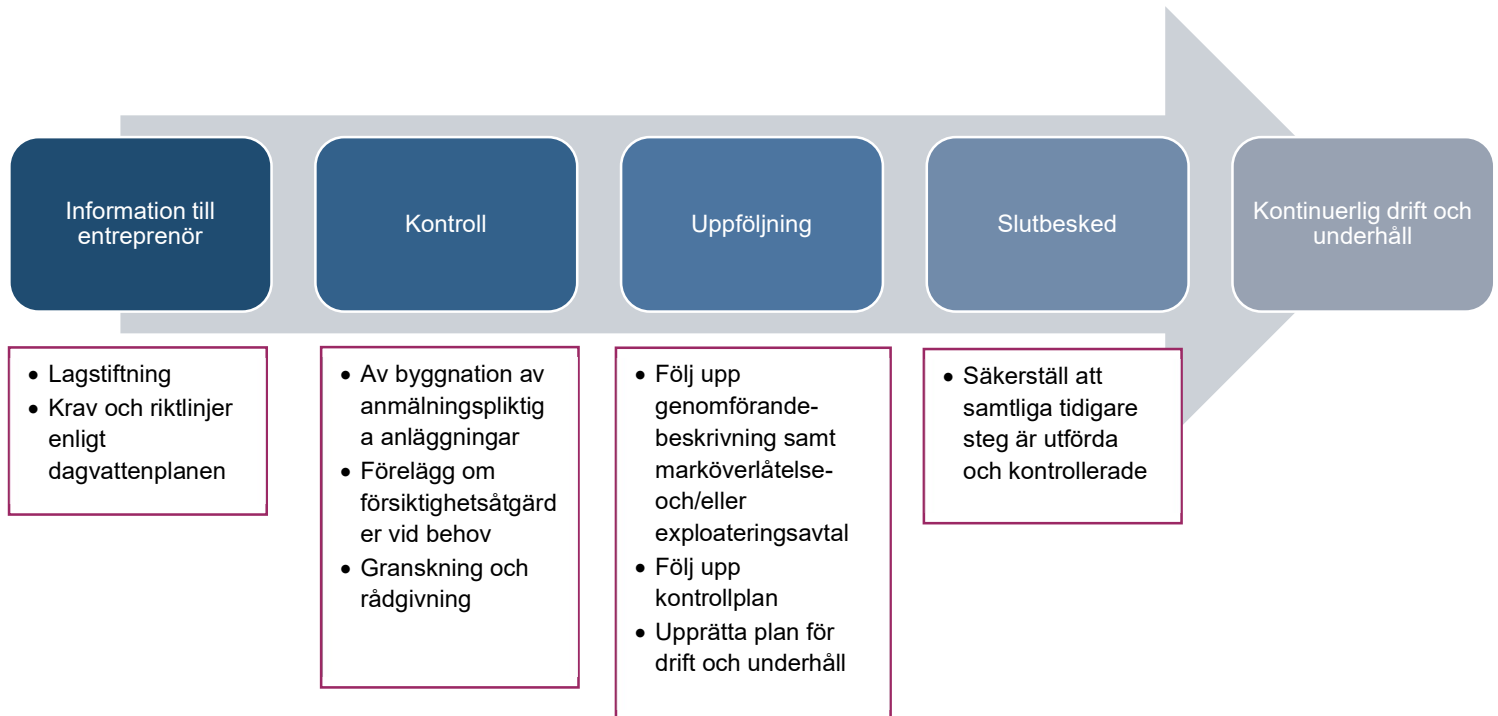 Information till
entreprenör
Kontroll
Uppföljning
Slutbesked
Kontinuerlig drift och
underhåll
• Lagstiftning
• Krav och riktlinjer
enligt
dagvattenplanen
• Av byggnation av
anmälningspliktig
a anläggningar
• Förelägg om
försiktighetsåtgärd
er vid behov
• Granskning och
rådgivning
• Följ upp
genomförande-
beskrivning samt
marköverlåtelse-
och/eller
exploateringsavtal
• Följ upp
kontrollplan
• Upprätta plan för
drift och underhåll
• Säkerställ att
samtliga tidigare
steg är utförda
och kontrollerade